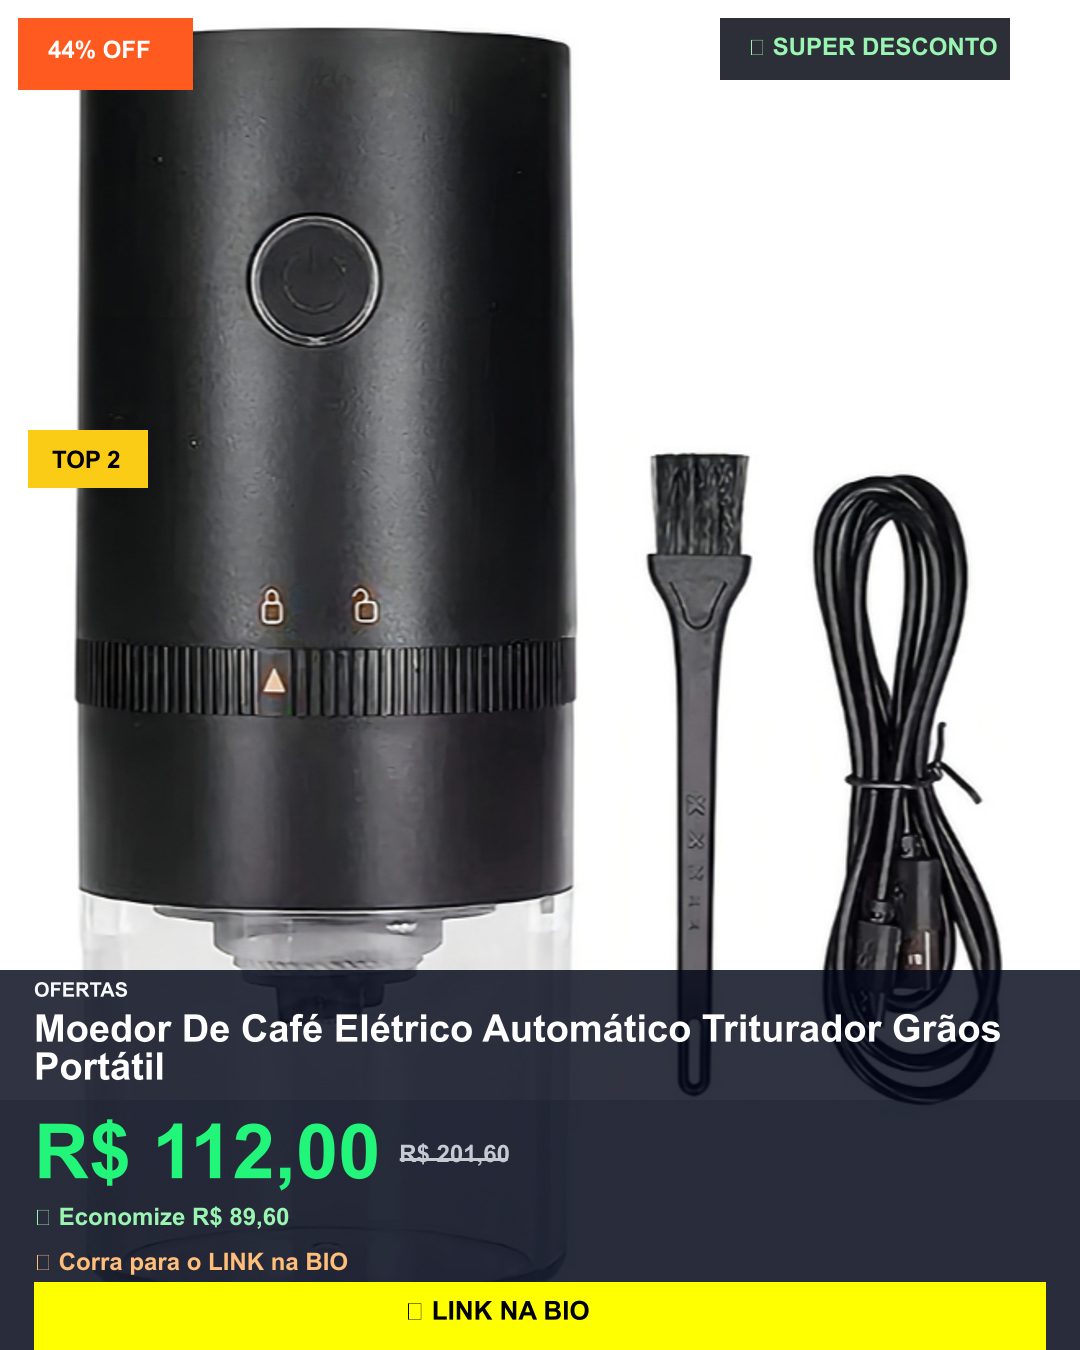 44% OFF
SUPER DESCONTO
TOP 2
OFERTAS
Moedor De Café Elétrico Automático Triturador Grãos
Portátil
R$ 112,00 R$ 201,60
Economize R$ 89,60
Corra para o LINK na BIO
LINK NA BIO